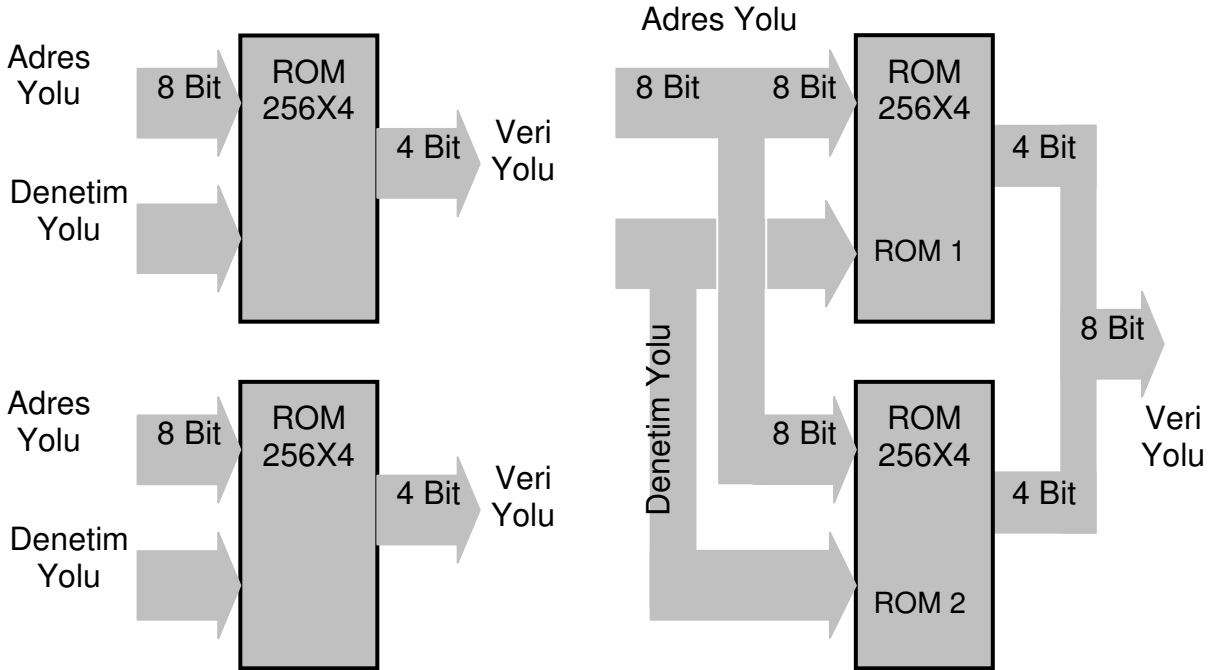 Adres
Yolu
8 Bit
ROM
256X4
4 Bit
Veri
Yolu
Denetim
Yolu
Adres
Yolu
8 Bit
ROM
256X4
4 Bit
Veri
Yolu
Denetim
Yolu
Adres Yolu
8 Bit
8 Bit
ROM
256X4
4 Bit
ROM 1
Denetim Yolu
8 Bit
8 Bit
ROM
256X4
4 Bit
Veri
Yolu
ROM 2